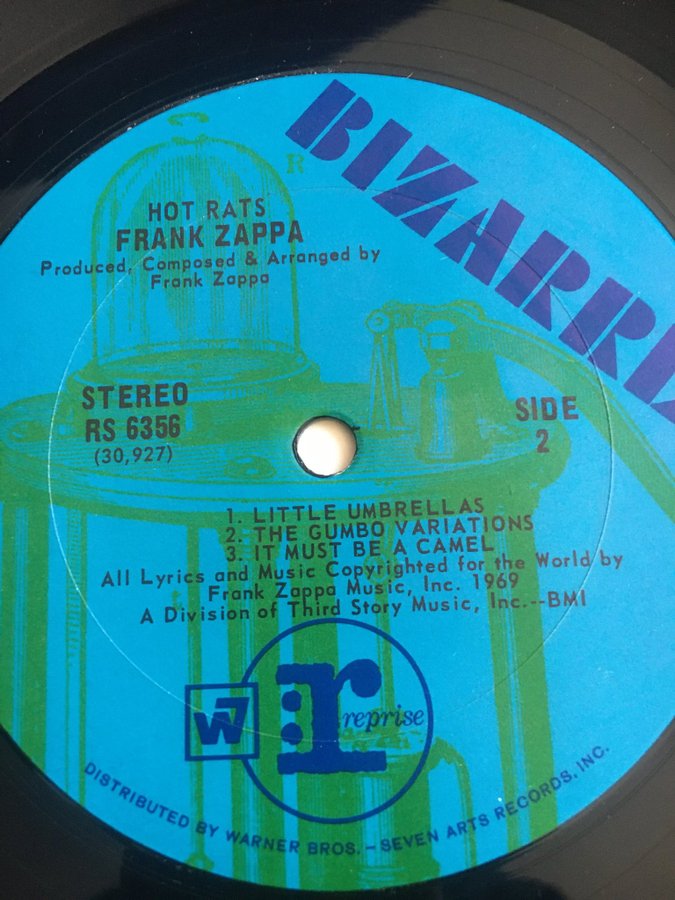 BIZARRE
R
HOT RATS
FRANK ZAPPA
Produced, Composed & Arranged by
Frank Zappa
STEREO
RS 6356
(30,927)
SIDE
2
1. LITTLE UMBRELLAS
2. THE GUMBO VARIATIONS
3. IT MUST BE A CAMEL
All Lyrics and Music Copyrighted for the World by
Frank Zappa Music, Inc. 1969
A Division of Third Story Music, Inc.--BMI
W7
:r reprise
DISTRIBUTED BY WARNER BROS. – SEVEN ARTS RECORDS, INC.